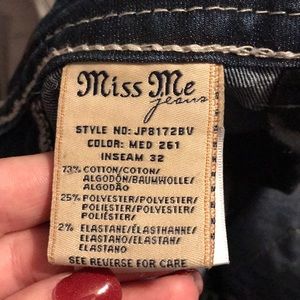 Miss Me
jeans
STYLE NO: JP8172BV
COLOR: MED 261
INSEAM 32
73% COTTON/COTON/
ALGODÓN/BAUMWOLLE/
ALGODÃO
25% POLYESTER/POLYESTER/
POLIÉSTER/POLYESTER/
POLIÉSTER
2% ELASTANE/ÉLASTHANNE/
ELASTANO/ELASTAN/
ELASTANO
SEE REVERSE FOR CARE